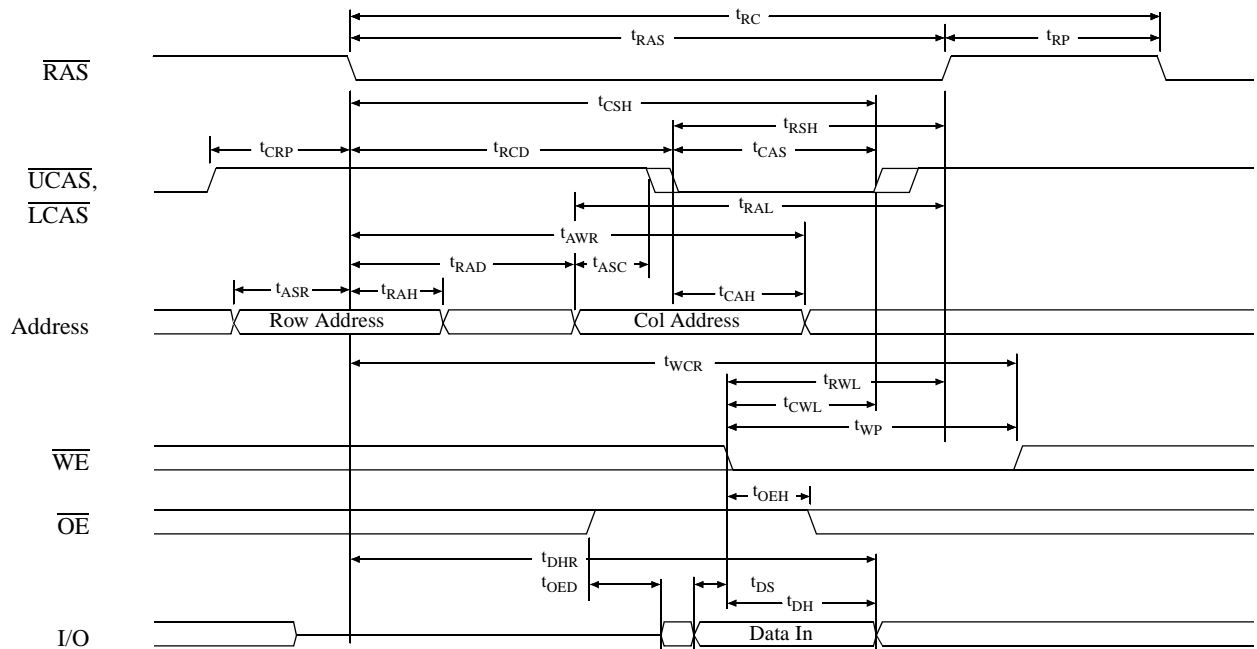 tRC
tRAS tRP
RAS
tCSH
tRSH
tCRP tRCD tCAS
UCAS,
LCAS
tRAL
tAWR
tRAD tASC
tASR tRAH tCAH
Address Row Address Col Address
tWCR
tRWL
tCWL
tWP
WE
tOEH
OE
tDHR
tOED tDS
tDH
I/O Data In